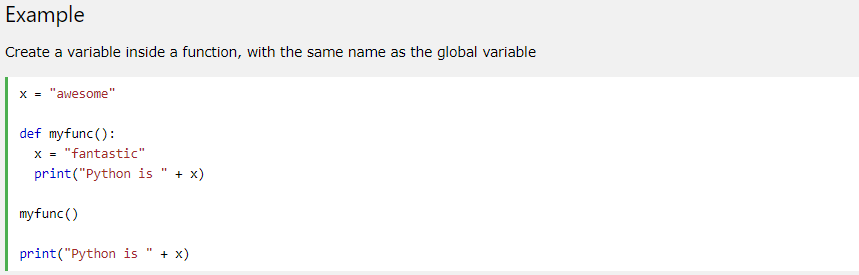 Example
Create a variable inside a function, with the same name as the global variable
x = "awesome"
def myfunc():
  x = "fantastic"
  print("Python is " + x)
myfunc()
print("Python is " + x)